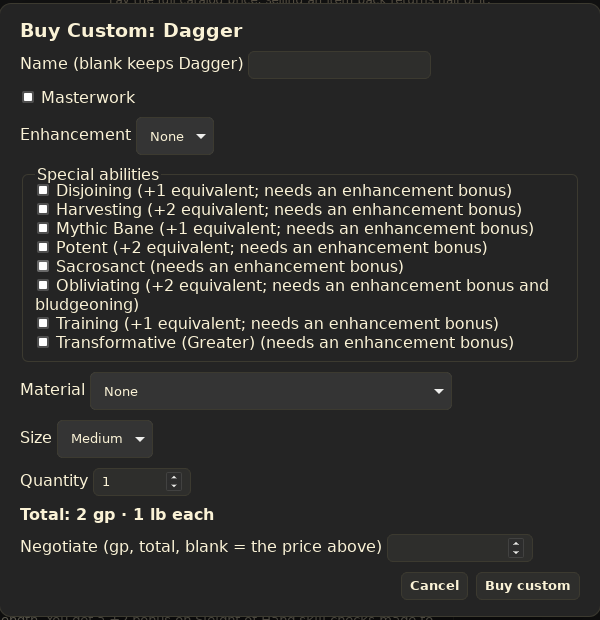 Buy Custom: Dagger
Name (blank keeps Dagger)
Masterwork
Enhancement None
Special abilities
Disjoining (+1 equivalent; needs an enhancement bonus)
Harvesting (+2 equivalent; needs an enhancement bonus)
Mythic Bane (+1 equivalent; needs an enhancement bonus)
Potent (+2 equivalent; needs an enhancement bonus)
Sacrosanct (needs an enhancement bonus)
Obliviating (+2 equivalent; needs an enhancement bonus and
bludgeoning)
Training (+1 equivalent; needs an enhancement bonus)
Transformative (Greater) (needs an enhancement bonus)
Material None
Size Medium
Quantity 1
Total: 2 gp · 1 lb each
Negotiate (gp, total, blank = the price above)
Cancel Buy custom